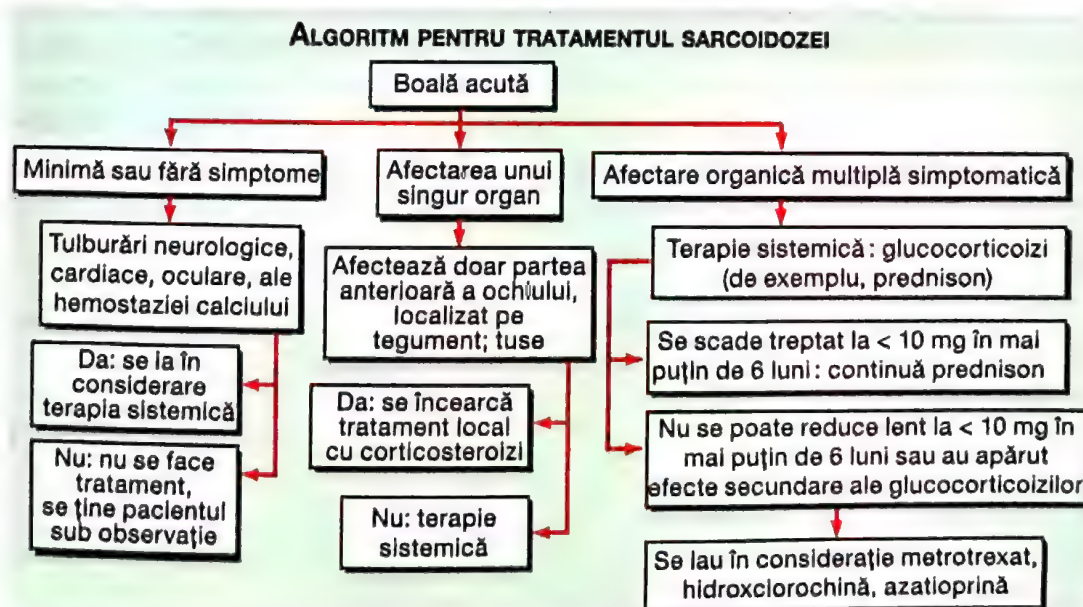 ALGORITM PENTRU TRATAMENTUL SARCOIDOZEI
Boală acută
Minimă sau fără simptome
Afectarea unui
singur organ
Afectare organică multiplă simptomatică
Tulburări neurologice,
cardiace, oculare, ale
hemostaziei calciului
Da: se ia în
considerare
terapia sistemică
Nu: nu se face
tratament,
se ține pacientul
sub observație
Afectează doar partea
anterioară a ochiului,
localizat pe
tegument; tuse
Da: se încearcă
tratament local
cu corticosteroizi
Nu: terapie
sistemică
Terapie sistemică : glucocorticoizi
(de exemplu, prednison)
Se scade treptat la < 10 mg în mai
puțin de 6 luni : continuă prednison
Nu se poate reduce lent la < 10 mg în
mai puțin de 6 luni sau au apărut
efecte secundare ale glucocorticoizilor
Se iau în considerație metrotrexat,
hidroxclorochină, azatioprină